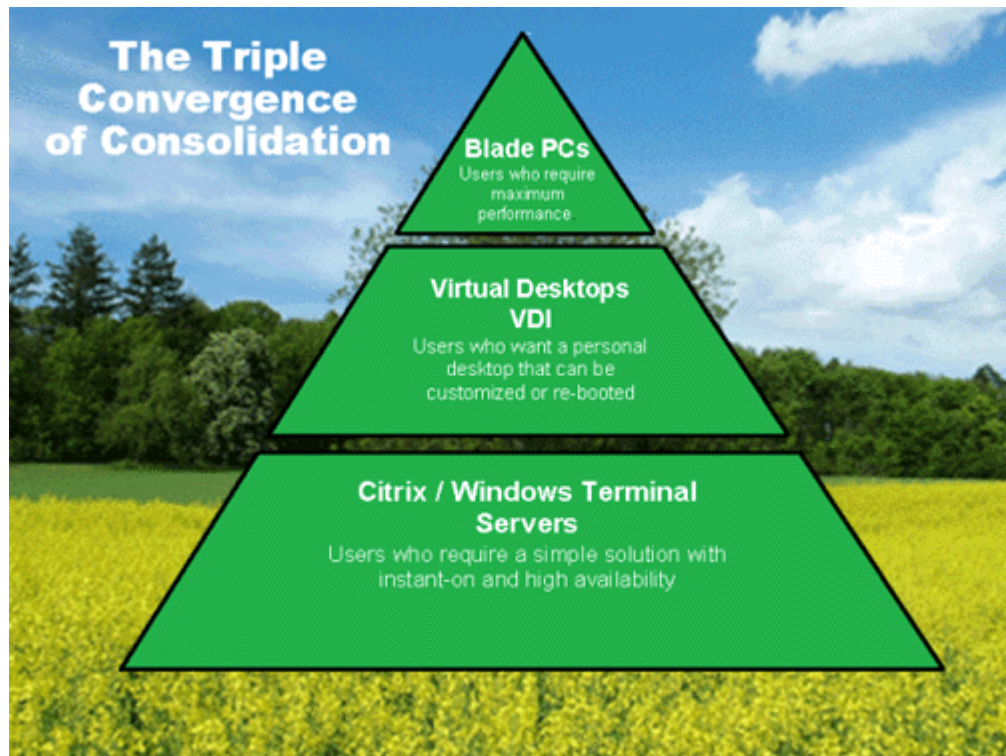 The Triple
Convergence
of Consolidation
Blade PCs
Users who require
maximum
performance
Virtual Desktops
VDI
Users who want a personal
desktop that can be
customized or re-booted
Citrix / Windows Terminal
Servers
Users who require a simple solution with
instant-on and high availability